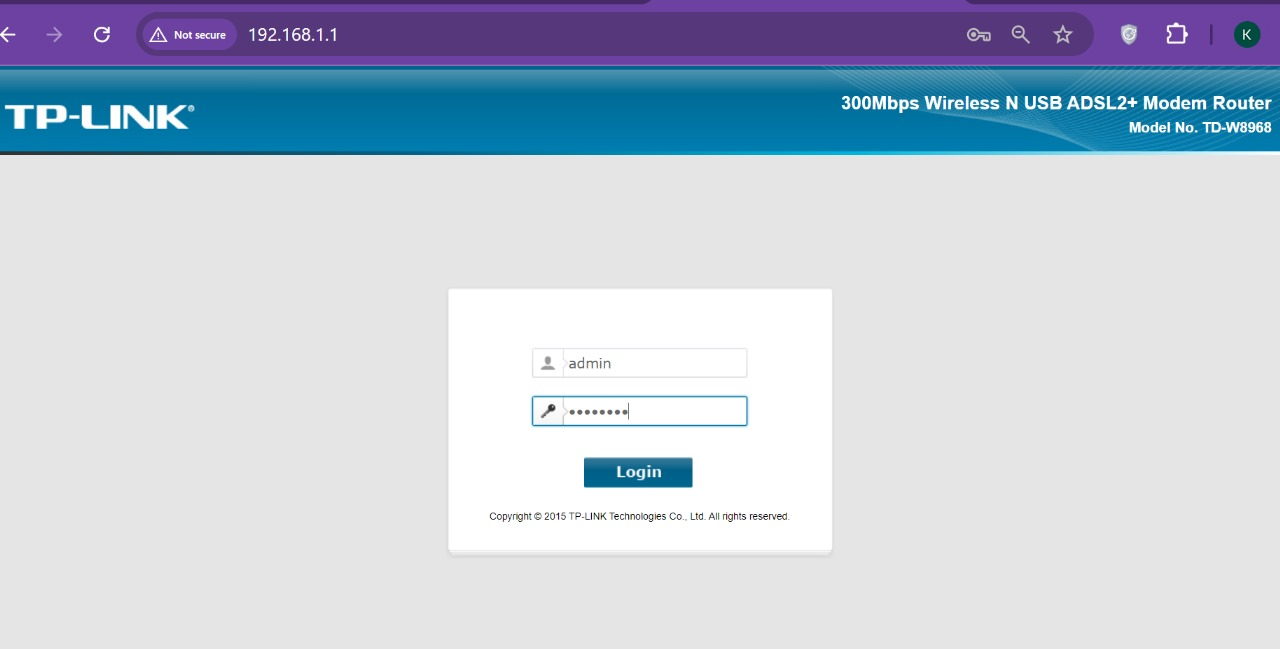 Not secure 192.168.1.1 K
TP-LINK®
300Mbps Wireless N USB ADSL2+ Modem Router
Model No. TD-W8968
admin
••••••••
Login
Copyright © 2015 TP-LINK Technologies Co., Ltd. All rights reserved.